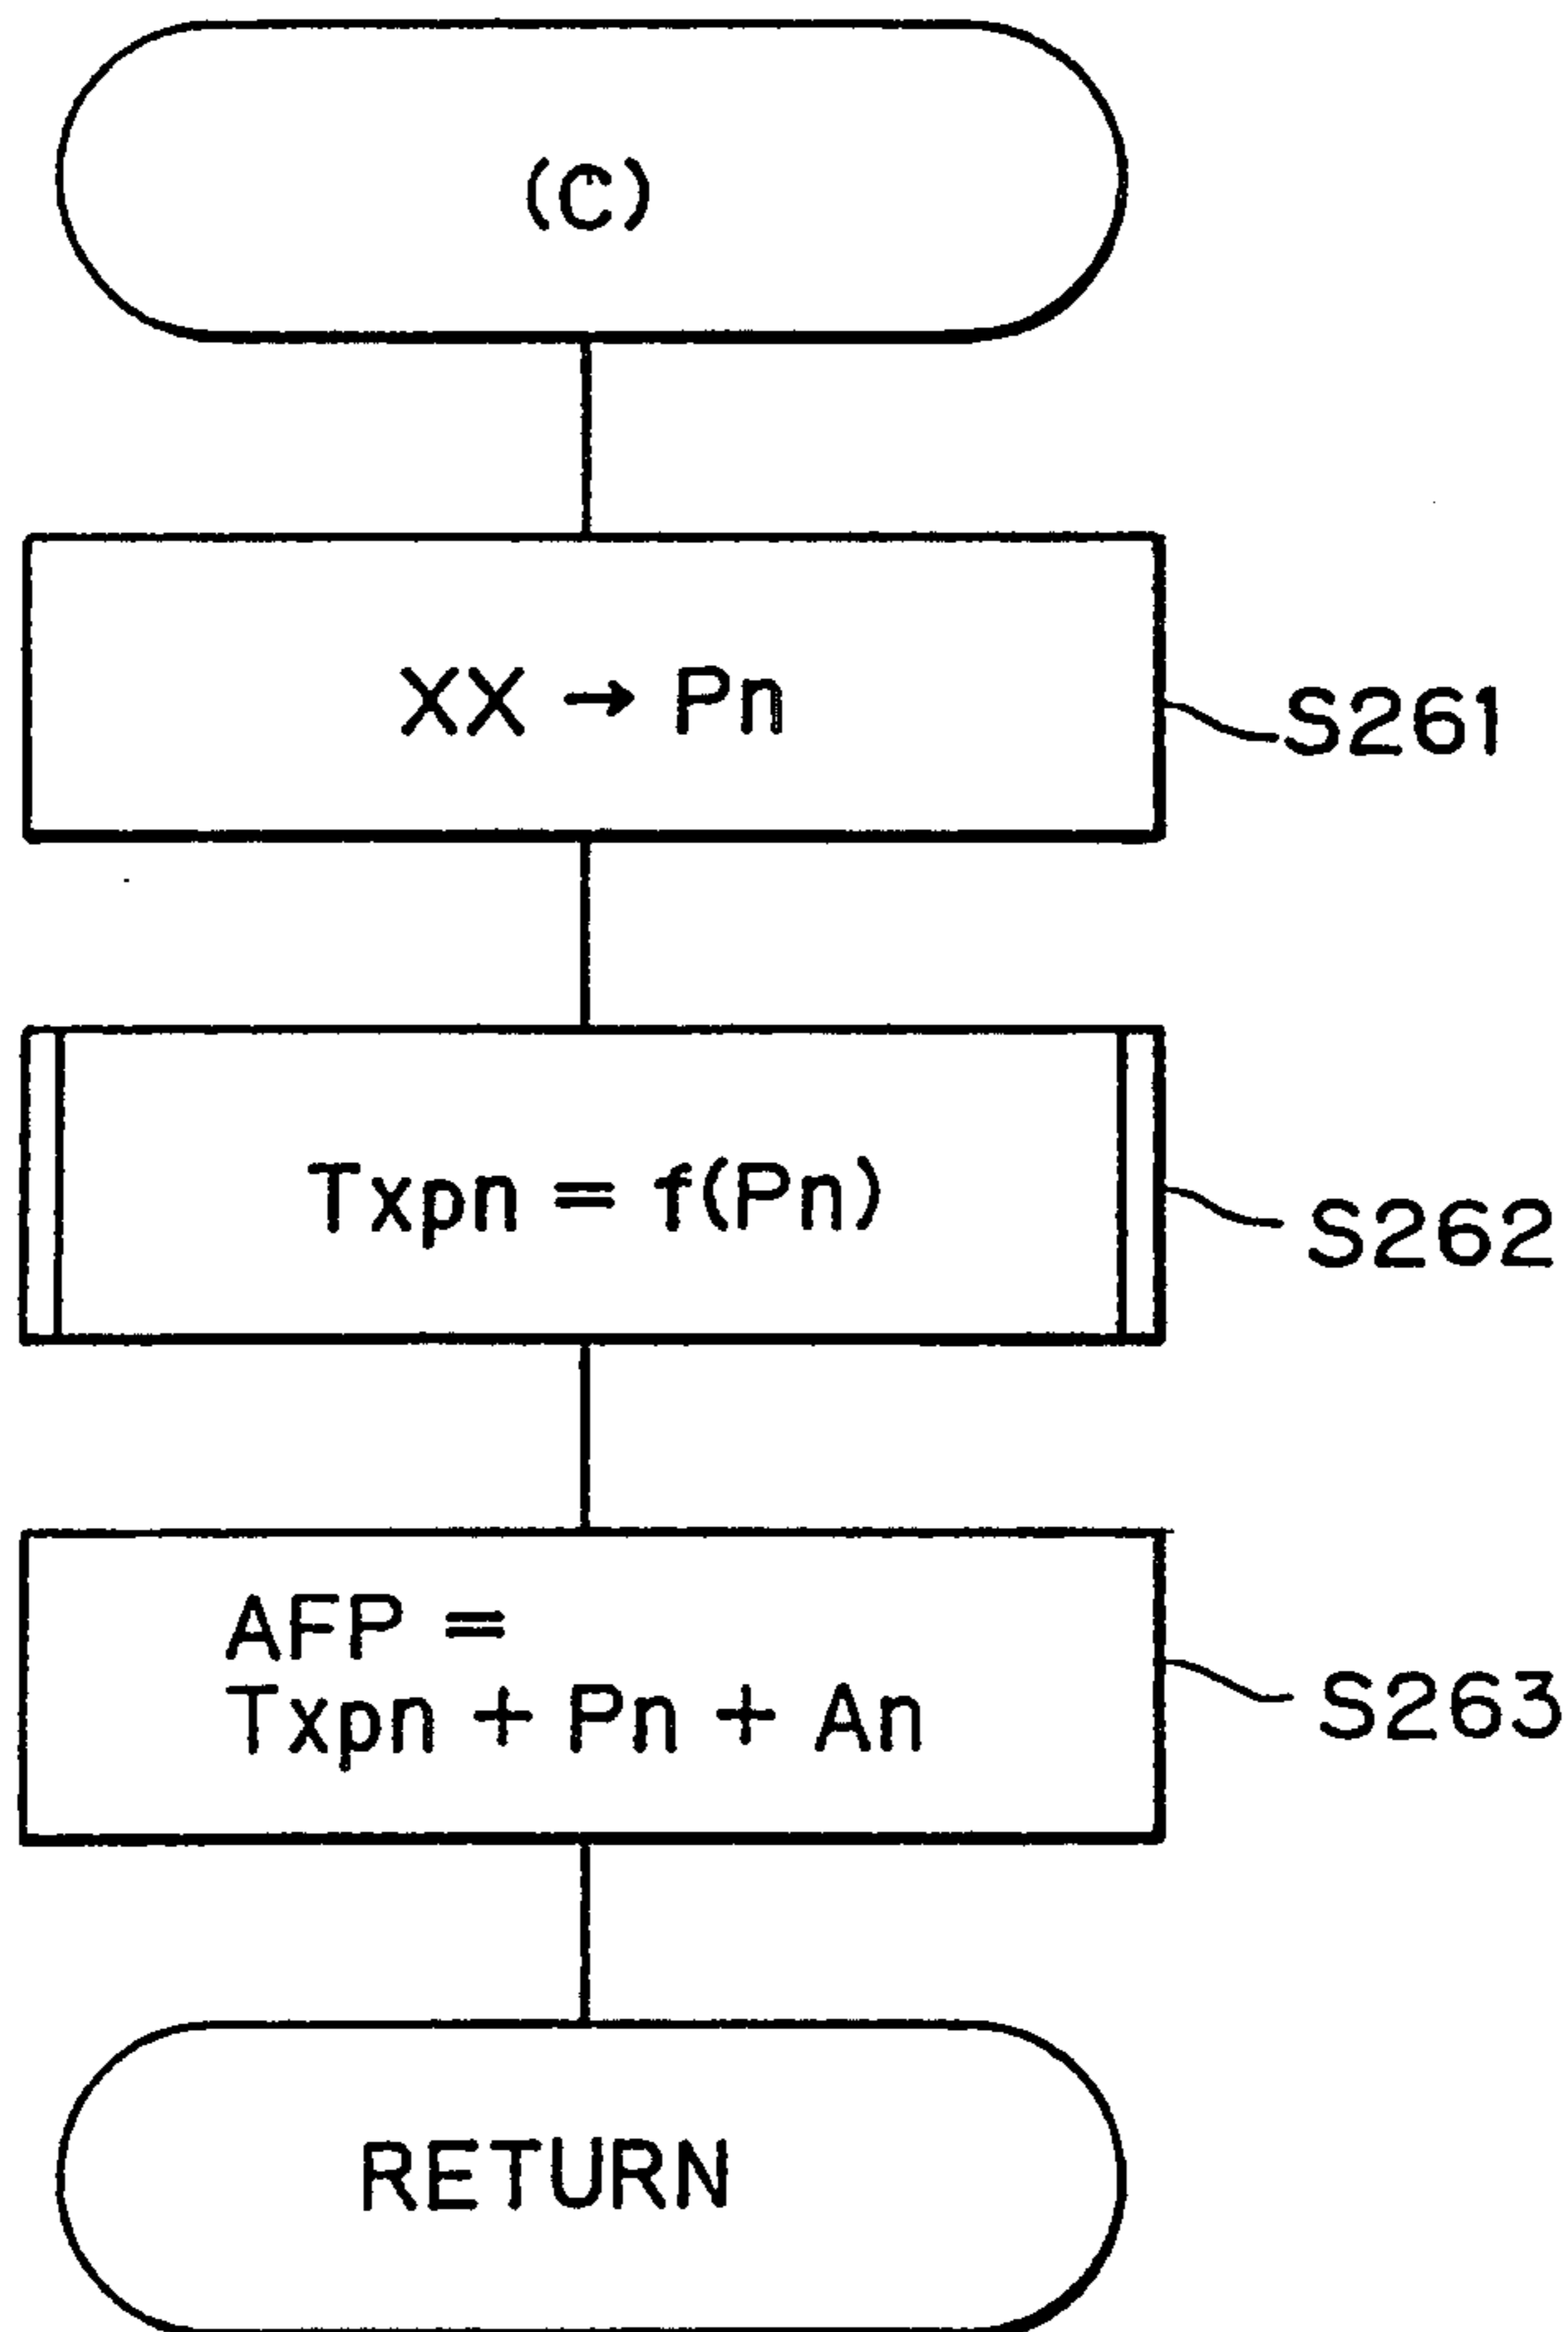 (C)
XX → Pn
S261
Txpn = f(Pn)
S262
AFP =
Txpn + Pn + An
S263
RETURN